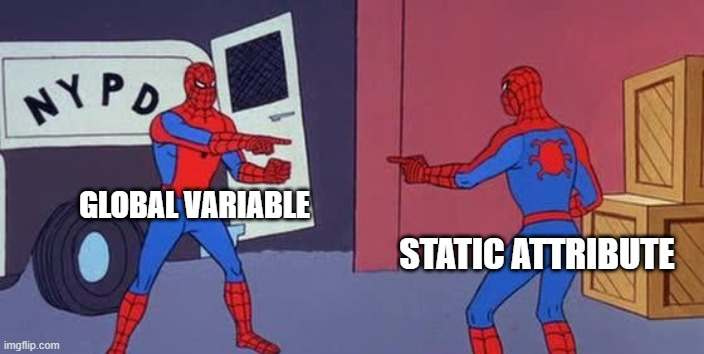 NYPD
GLOBAL VARIABLE
STATIC ATTRIBUTE
imgflip.com